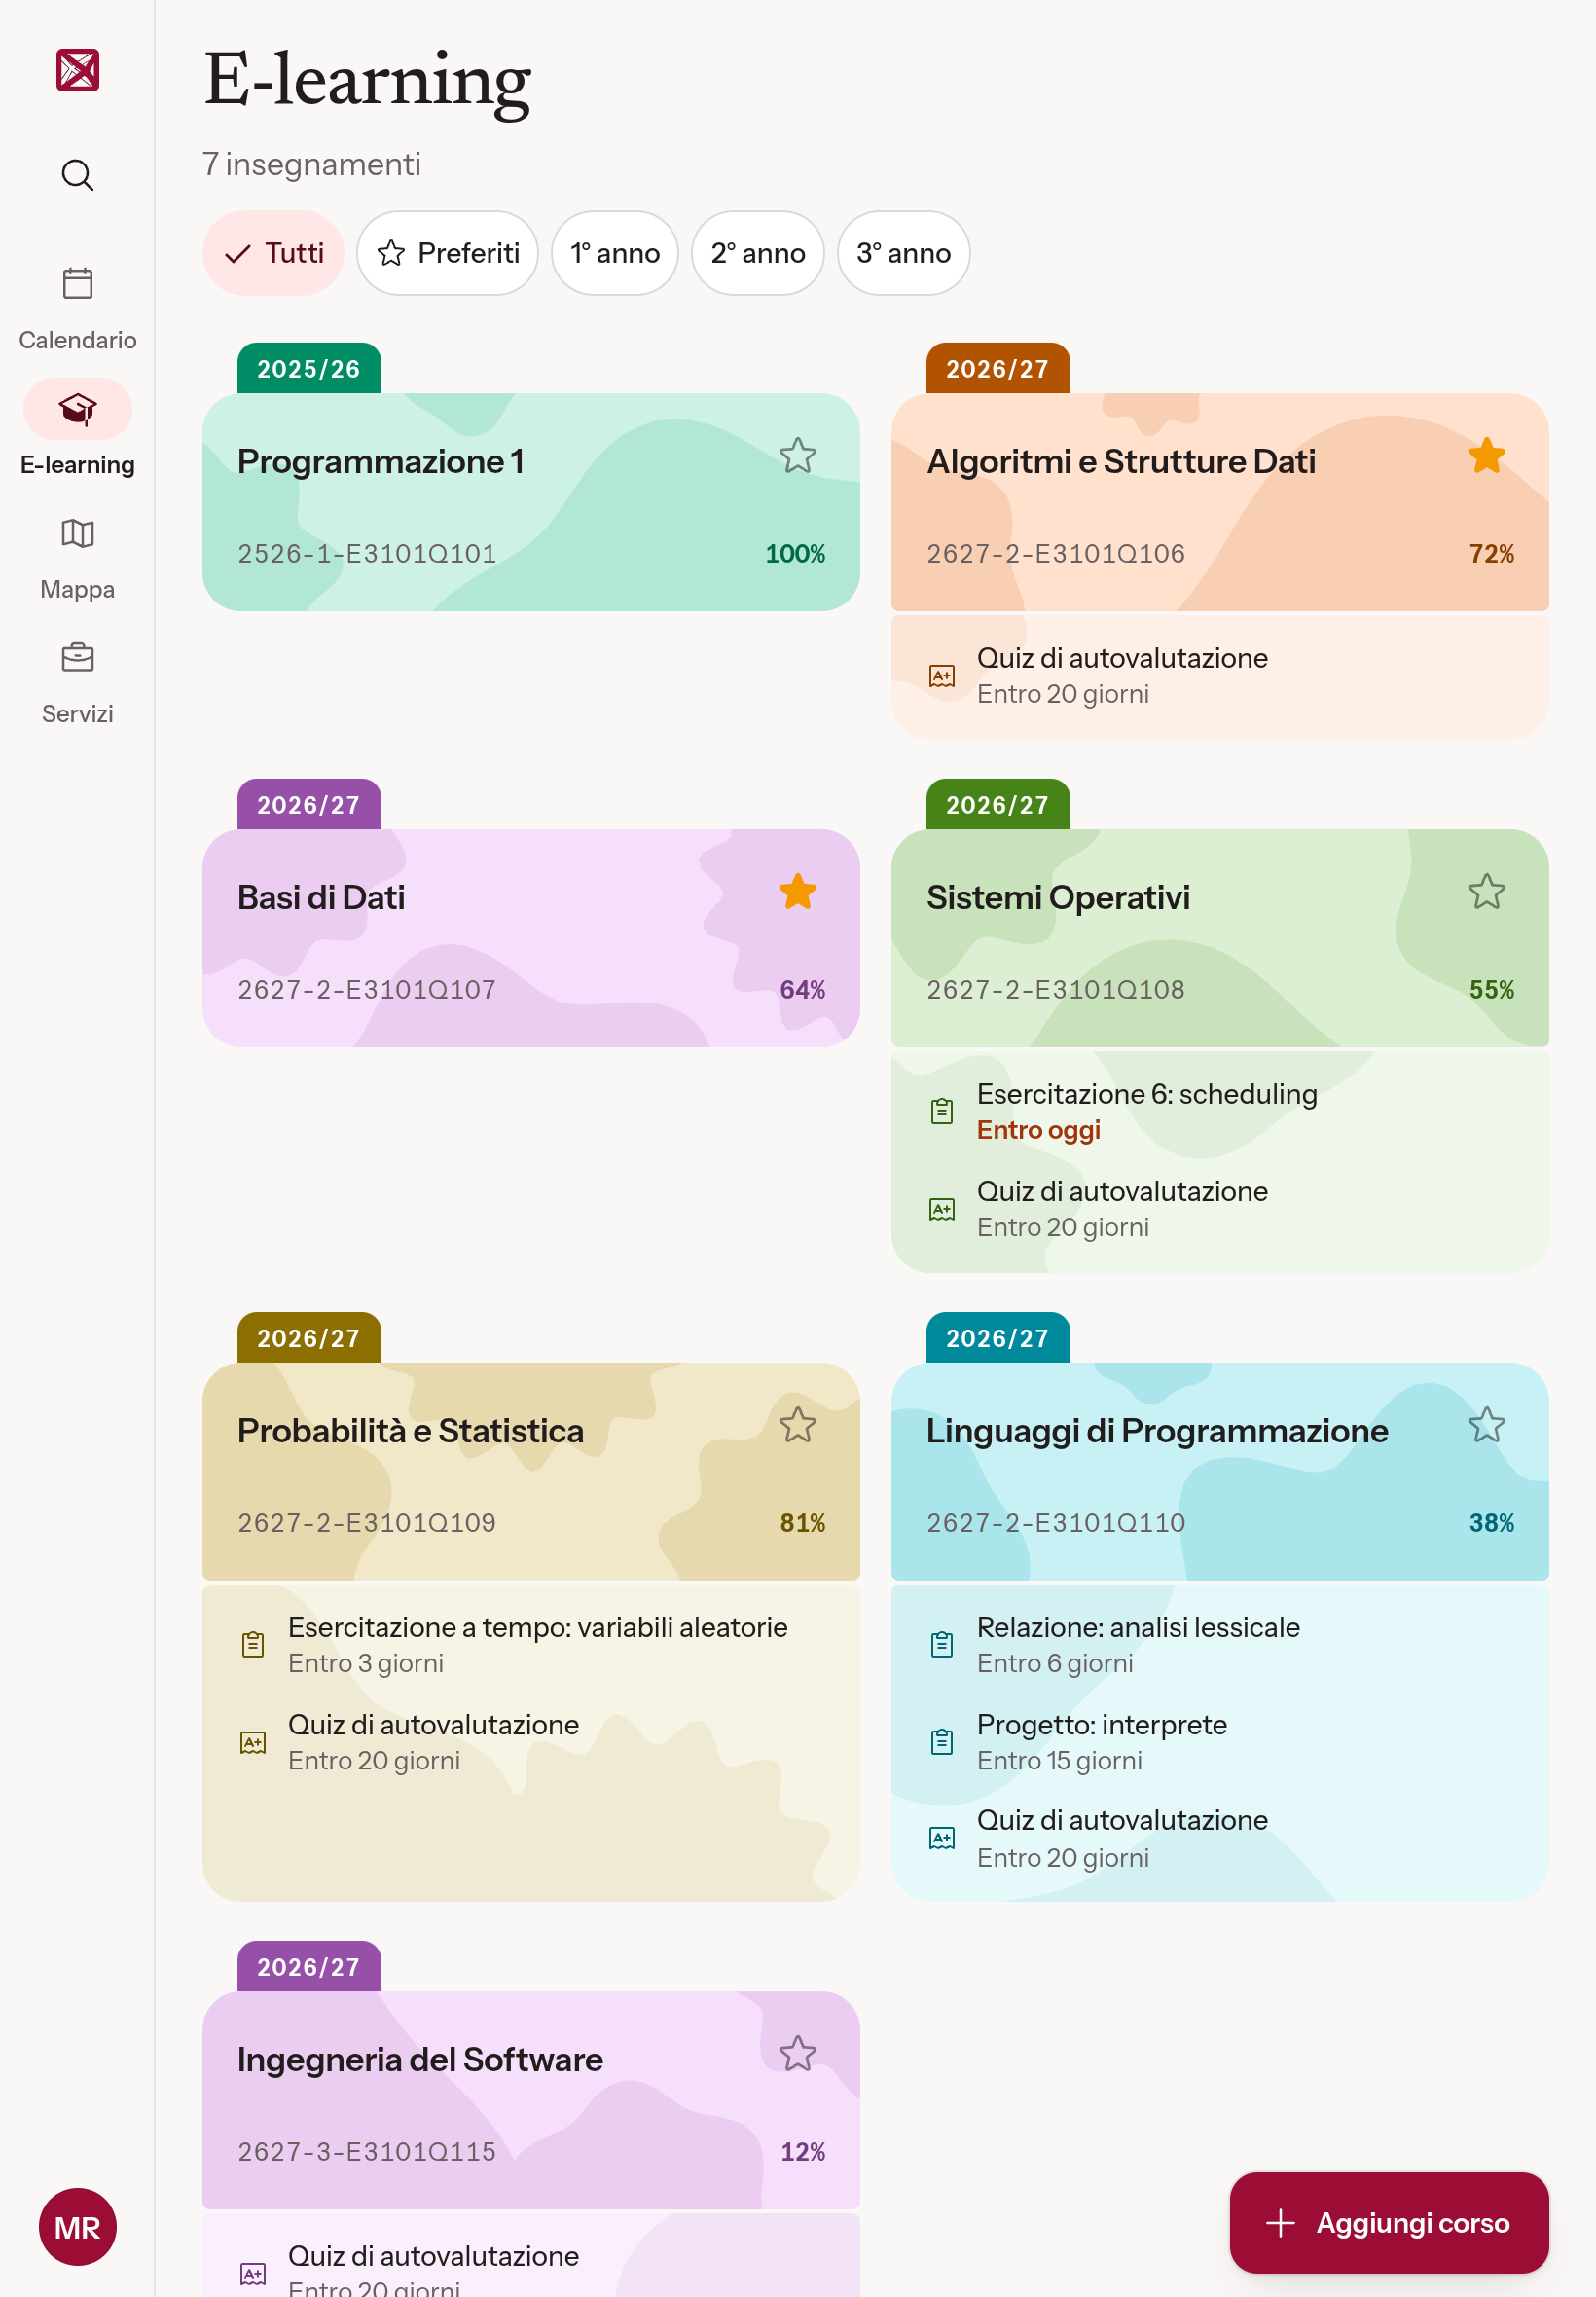 E-learning
7 insegnamenti
Tutti
Preferiti
1° anno
2° anno
3° anno
Calendario
E-learning
Mappa
Servizi
2025/26
Programmazione 1
2526-1-E3101Q101
100%
2026/27
Algoritmi e Strutture Dati
2627-2-E3101Q106
72%
Quiz di autovalutazione
Entro 20 giorni
2026/27
Basi di Dati
2627-2-E3101Q107
64%
2026/27
Sistemi Operativi
2627-2-E3101Q108
55%
Esercitazione 6: scheduling
Entro oggi
Quiz di autovalutazione
Entro 20 giorni
2026/27
Probabilità e Statistica
2627-2-E3101Q109
81%
Esercitazione a tempo: variabili aleatorie
Entro 3 giorni
Quiz di autovalutazione
Entro 20 giorni
2026/27
Linguaggi di Programmazione
2627-2-E3101Q110
38%
Relazione: analisi lessicale
Entro 6 giorni
Progetto: interprete
Entro 15 giorni
Quiz di autovalutazione
Entro 20 giorni
2026/27
Ingegneria del Software
2627-3-E3101Q115
12%
Quiz di autovalutazione
Entro 20 giorni
MR
Aggiungi corso